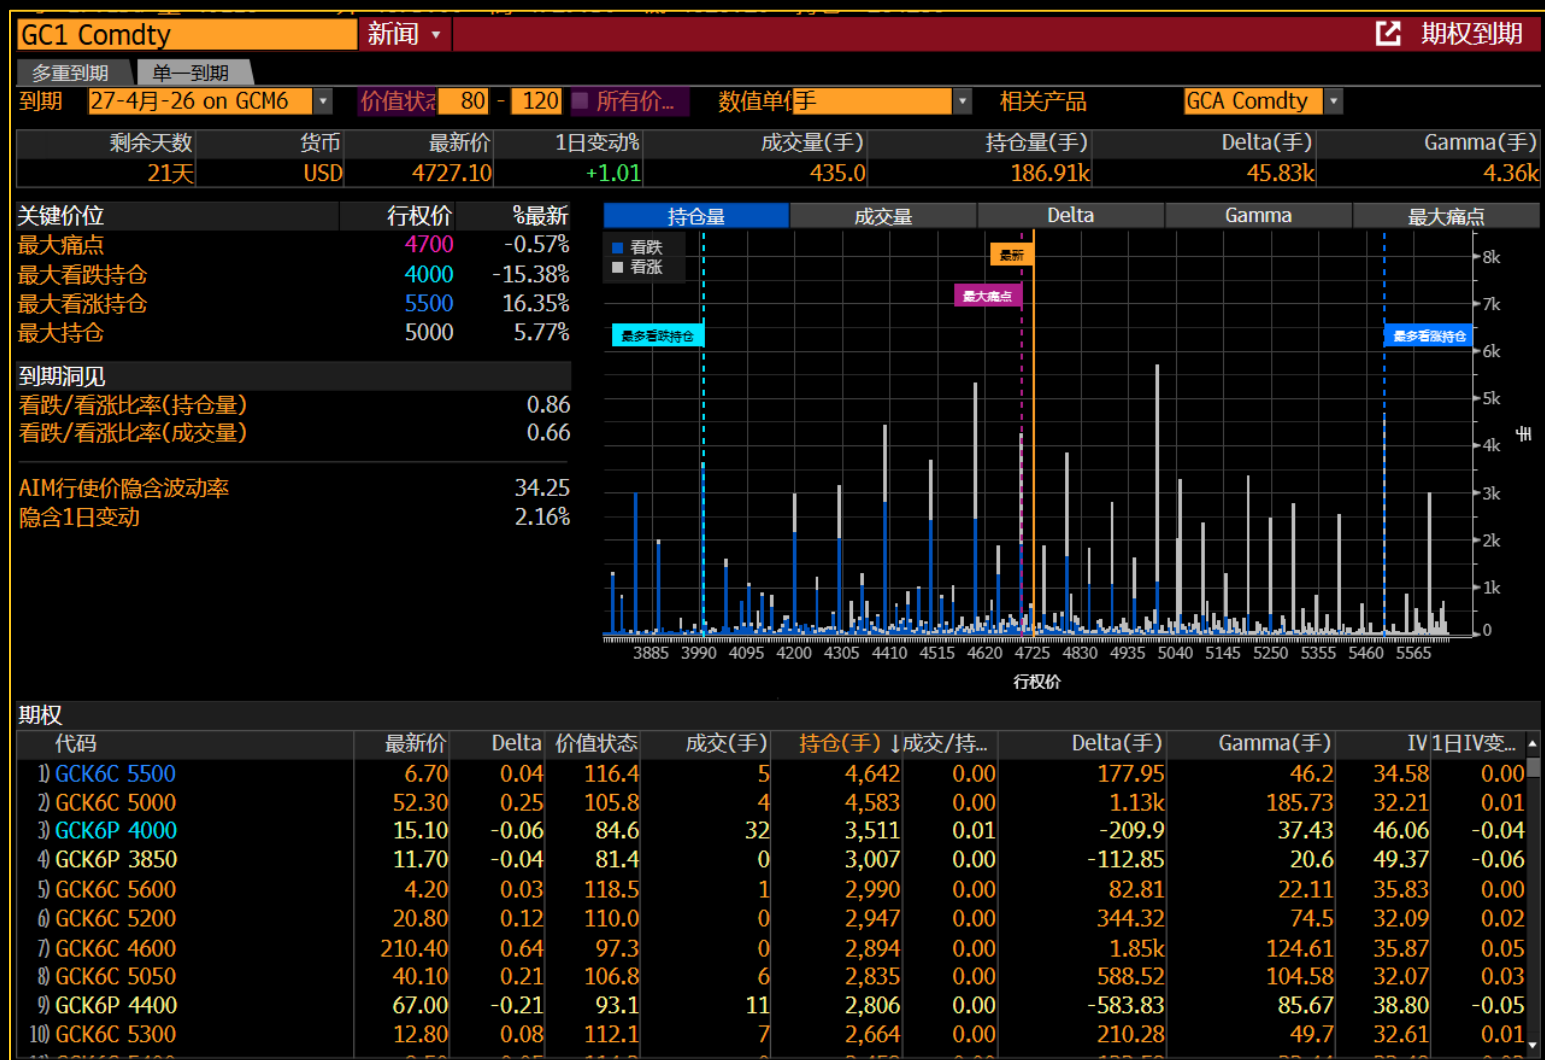 GC1 Comdty 新闻 期权到期
多重到期 单一到期
到期 27-4月-26 on GCM6 价值状态 80 - 120 所有价... 数值单位 手 相关产品 GCA Comdty
剩余天数 货币 最新价 1日变动% 成交量(手) 持仓量(手) Delta(手) Gamma(手)
21天 USD 4727.10 +1.01 435.0 186.91k 45.83k 4.36k
关键价位 行权价 %最新
最大痛点 4700 -0.57%
最大看跌持仓 4000 -15.38%
最大看涨持仓 5500 16.35%
最大持仓 5000 5.77%
到期洞见
看跌/看涨比率(持仓量) 0.86
看跌/看涨比率(成交量) 0.66
AIM行使价隐含波动率 34.25
隐含1日变动 2.16%
持仓量 成交量 Delta Gamma 最大痛点
看跌
看涨
最新
最大痛点
最多看跌持仓
最多看涨持仓
8k
7k
6k
5k
4k
3k
2k
1k
0
手
3885 3990 4095 4200 4305 4410 4515 4620 4725 4830 4935 5040 5145 5250 5355 5460 5565
行权价
期权
代码 最新价 Delta 价值状态 成交(手) 持仓(手) ↓ 成交/持... Delta(手) Gamma(手) IV 1日IV变...
1) GCK6C 5500 6.70 0.04 116.4 5 4,642 0.00 177.95 46.2 34.58 0.00
2) GCK6C 5000 52.30 0.25 105.8 4 4,583 0.00 1.13k 185.73 32.21 0.01
3) GCK6P 4000 15.10 -0.06 84.6 32 3,511 0.01 -209.9 37.43 46.06 -0.04
4) GCK6P 3850 11.70 -0.04 81.4 0 3,007 0.00 -112.85 20.6 49.37 -0.06
5) GCK6C 5600 4.20 0.03 118.5 1 2,990 0.00 82.81 22.11 35.83 0.00
6) GCK6C 5200 20.80 0.12 110.0 0 2,947 0.00 344.32 74.5 32.09 0.02
7) GCK6C 4600 210.40 0.64 97.3 0 2,894 0.00 1.85k 124.61 35.87 0.05
8) GCK6C 5050 40.10 0.21 106.8 6 2,835 0.00 588.52 104.58 32.07 0.03
9) GCK6P 4400 67.00 -0.21 93.1 11 2,806 0.00 -583.83 85.67 38.80 -0.05
10) GCK6C 5300 12.80 0.08 112.1 7 2,664 0.00 210.28 49.7 32.61 0.01